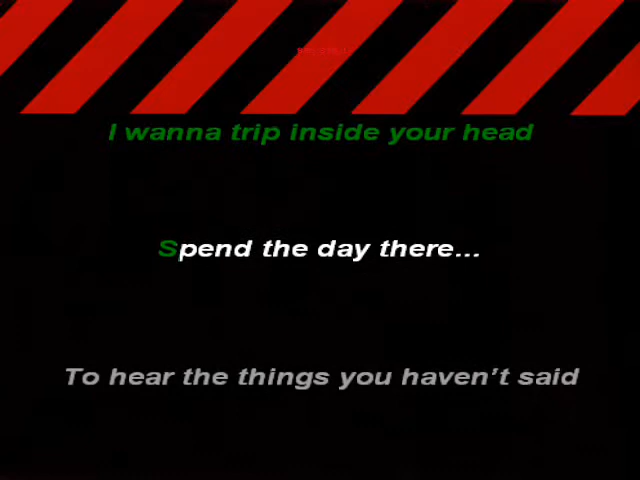 I wanna trip inside your head
Spend the day there...
To hear the things you haven't said